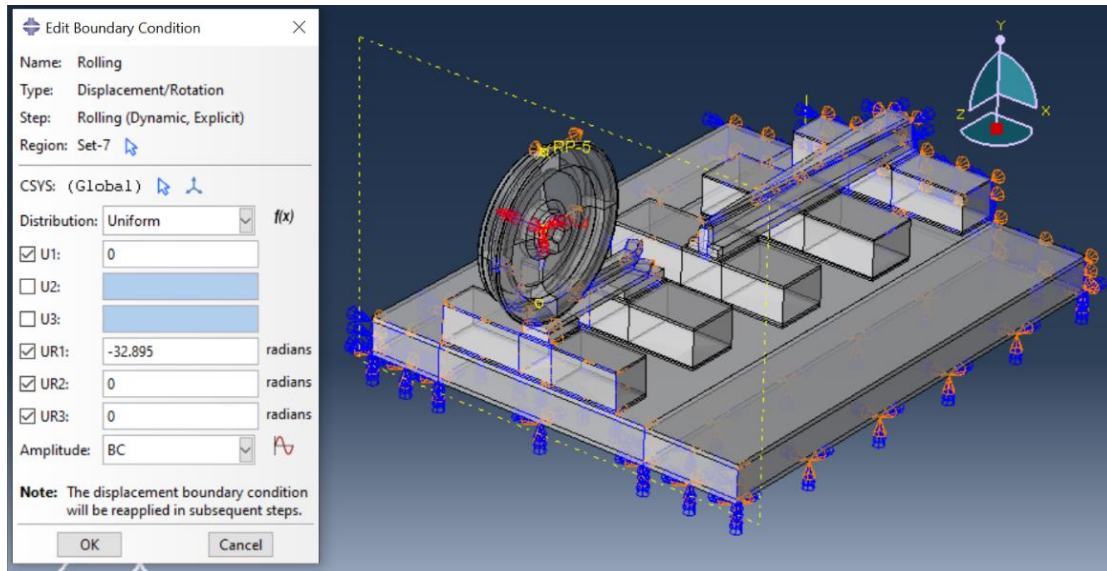 Edit Boundary Condition
Name: Rolling
Type: Displacement/Rotation
Step: Rolling (Dynamic, Explicit)
Region: Set-7
CSYS: (Global)
Distribution: Uniform f(x)
U1: 0
U2:
U3:
UR1: -32.895 radians
UR2: 0 radians
UR3: 0 radians
Amplitude: BC
Note: The displacement boundary condition
will be reapplied in subsequent steps.
OK Cancel
RP-5
Y
Z X